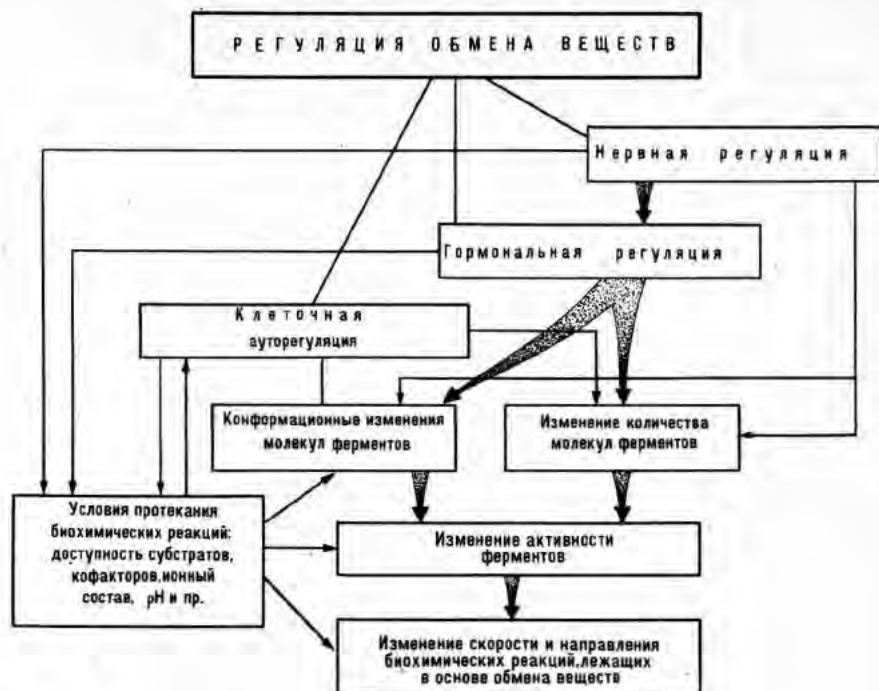 РЕГУЛЯЦИЯ ОБМЕНА ВЕЩЕСТВ
Нервная регуляция
Гормональная регуляция
Клеточная
ауторегуляция
Конформационные изменения
молекул ферментов
Изменение количества
молекул ферментов
Условия протекания
биохимических реакций:
доступность субстратов,
кофакторов,ионный
состав, pH и пр.
Изменение активности
ферментов
Изменение скорости и направления
биохимических реакций,лежащих
в основе обмена веществ